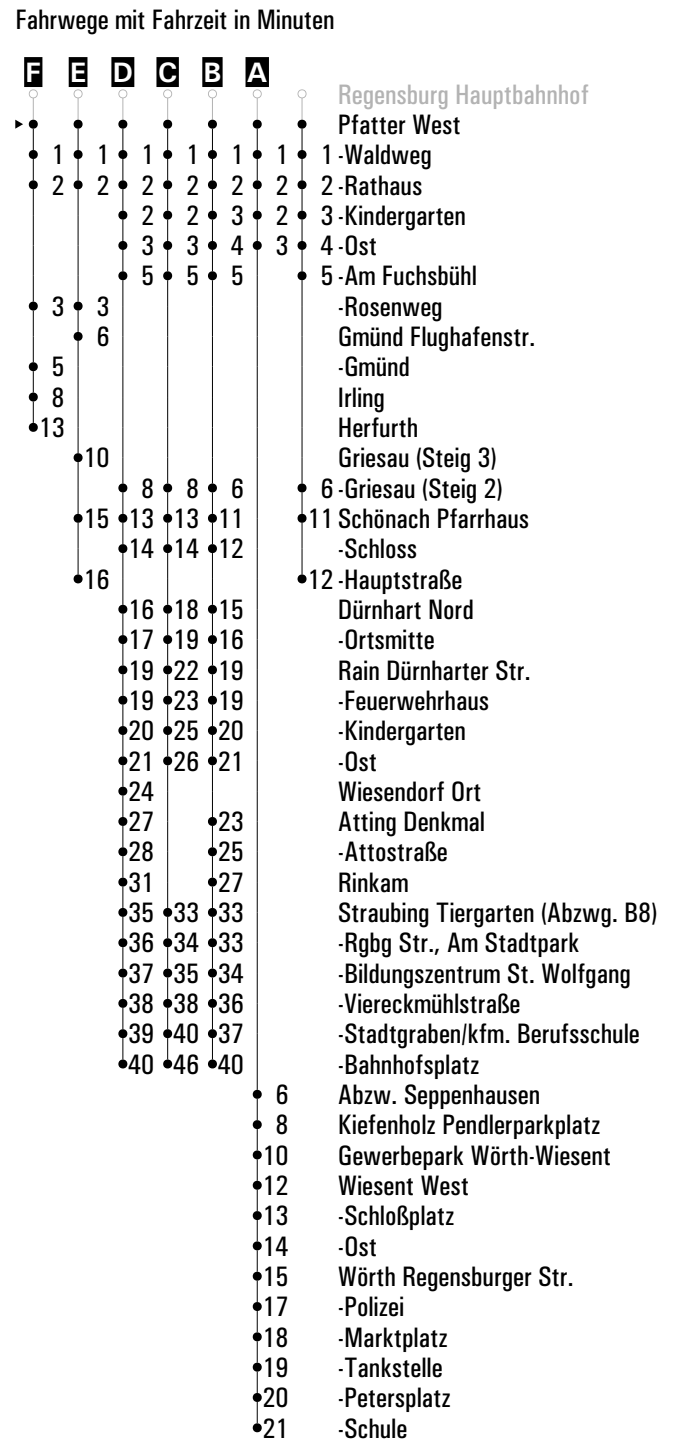 Fahrwege mit Fahrzeit in Minuten
F E D C B A
Regensburg Hauptbahnhof
Pfatter West
1 1 1 1 1 1 1 -Waldweg
2 2 2 2 2 2 2 -Rathaus
2 2 3 2 3 -Kindergarten
3 3 4 3 4 -Ost
5 5 5 5 -Am Fuchsbühl
3 3 -Rosenweg
6 Gmünd Flughafenstr.
5 -Gmünd
8 Irling
13 Herfurth
10 Griesau (Steig 3)
8 8 6 6 -Griesau (Steig 2)
15 13 13 11 11 Schönach Pfarrhaus
14 14 12 -Schloss
16 12 -Hauptstraße
16 18 15 Dürnhart Nord
17 19 16 -Ortsmitte
19 22 19 Rain Dürnharter Str.
19 23 19 -Feuerwehrhaus
20 25 20 -Kindergarten
21 26 21 -Ost
24 Wiesendorf Ort
27 23 Atting Denkmal
28 25 -Attostraße
31 27 Rinkam
35 33 33 Straubing Tiergarten (Abzwg. B8)
36 34 33 -Rgbg Str., Am Stadtpark
37 35 34 -Bildungszentrum St. Wolfgang
38 38 36 -Viereckmühlstraße
39 40 37 -Stadtgraben/kfm. Berufsschule
40 46 40 -Bahnhofsplatz
6 Abzw. Seppenhausen
8 Kiefenholz Pendlerparkplatz
10 Gewerbepark Wörth-Wiesent
12 Wiesent West
13 -Schloßplatz
14 -Ost
15 Wörth Regensburger Str.
17 -Polizei
18 -Marktplatz
19 -Tankstelle
20 -Petersplatz
21 -Schule